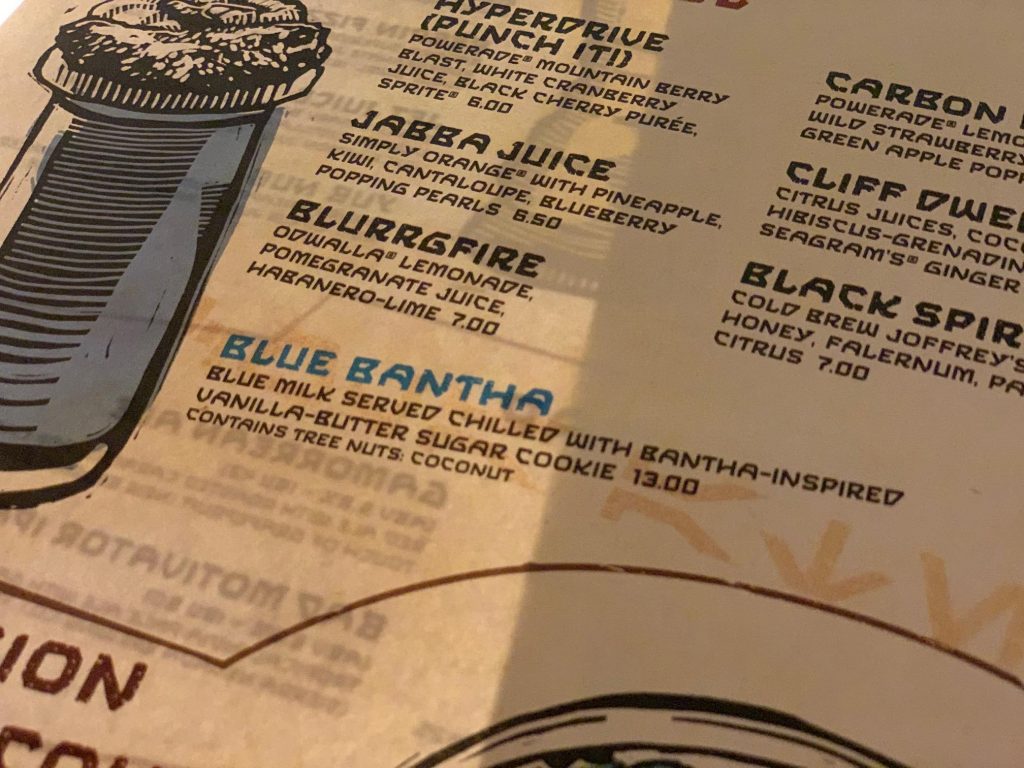 HYPERDRIVE
(PUNCH IT!)
POWERADE® MOUNTAIN BERRY
BLAST, WHITE CRANBERRY
JUICE, BLACK CHERRY PURÉE,
SPRITE® 6.00
JABBA JUICE
SIMPLY ORANGE® WITH PINEAPPLE,
KIWI, CANTALOUPE, BLUEBERRY
POPPING PEARLS 6.50
BLURRGFIRE
ODWALLA® LEMONADE,
POMEGRANATE JUICE,
HABANERO-LIME 7.00
BLUE BANTHA
BLUE MILK SERVED CHILLED WITH BANTHA-INSPIRED
VANILLA-BUTTER SUGAR COOKIE 13.00
CONTAINS TREE NUTS: COCONUT
CARBON
POWERADE® LEMO
WILD STRAWBERRY
GREEN APPLE POPP
CLIFF DWE
CITRUS JUICES, COCO
HIBISCUS-GRENADIN
SEAGRAM'S® GINGER
BLACK SPIR
COLD BREW JOFFREY'S
HONEY, FALERNUM, PA
CITRUS 7.00
SION